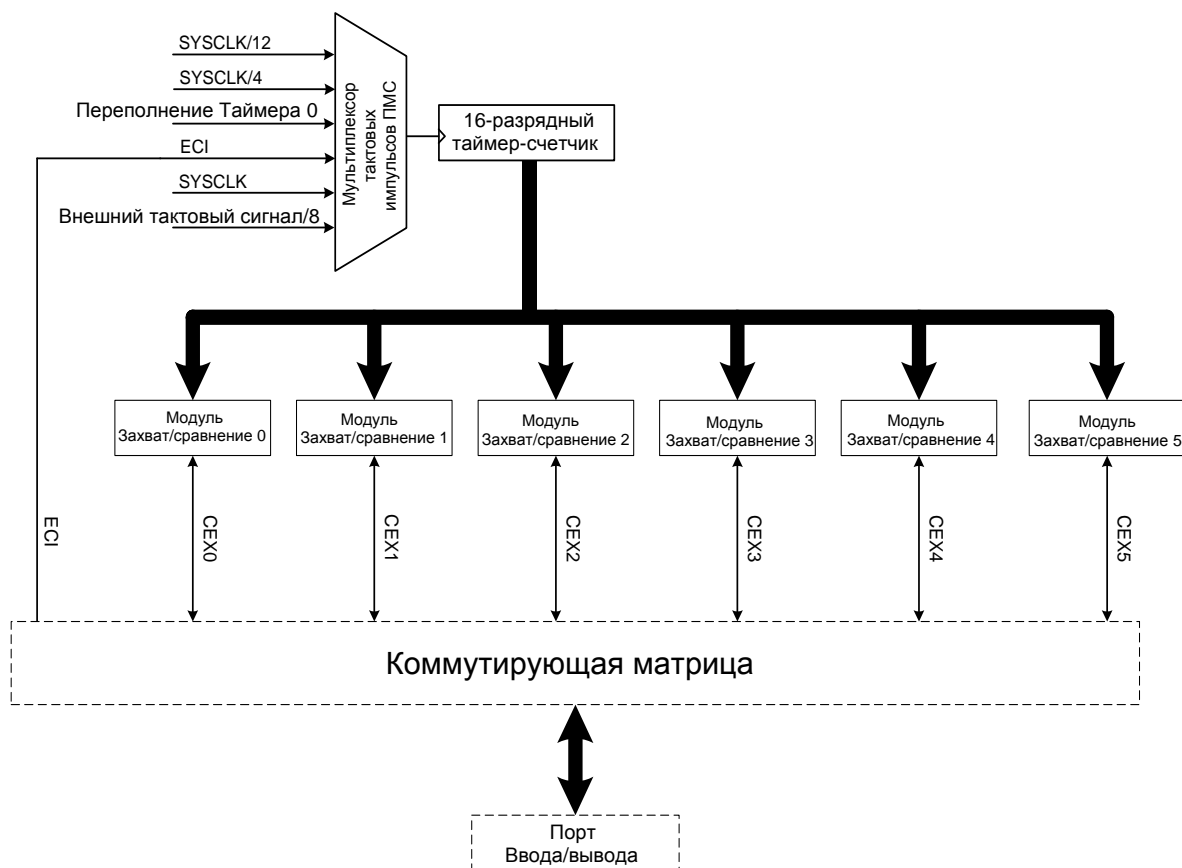 SYSCLK/12
SYSCLK/4
Переполнение Таймера 0
ECI
SYSCLK
Внешний тактовый сигнал/8
Мультиплексор
тактовых
импульсов ПМС
16-разрядный
таймер-счетчик
Модуль
Захват/сравнение 0
Модуль
Захват/сравнение 1
Модуль
Захват/сравнение 2
Модуль
Захват/сравнение 3
Модуль
Захват/сравнение 4
Модуль
Захват/сравнение 5
ECI
CEX0
CEX1
CEX2
CEX3
CEX4
CEX5
Коммутирующая матрица
Порт
Ввода/вывода